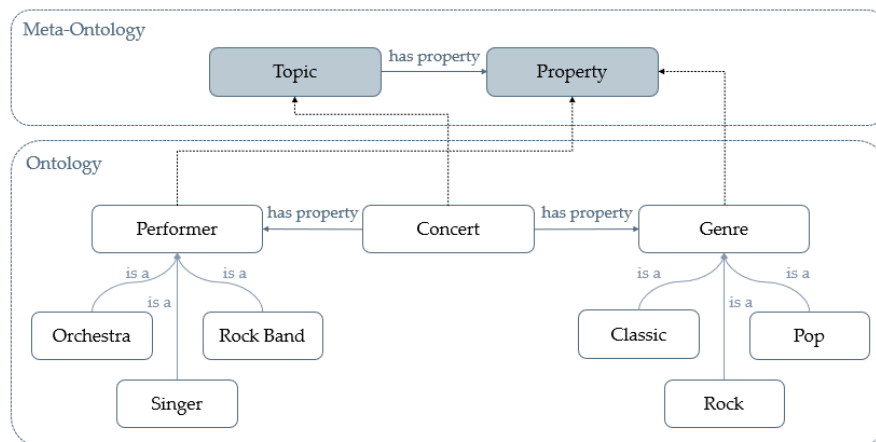 Meta-Ontology
Topic
has property
Property
Ontology
Performer
has property
Concert
has property
Genre
is a
is a
is a
is a
is a
is a
Orchestra
Rock Band
Classic
Pop
Singer
Rock